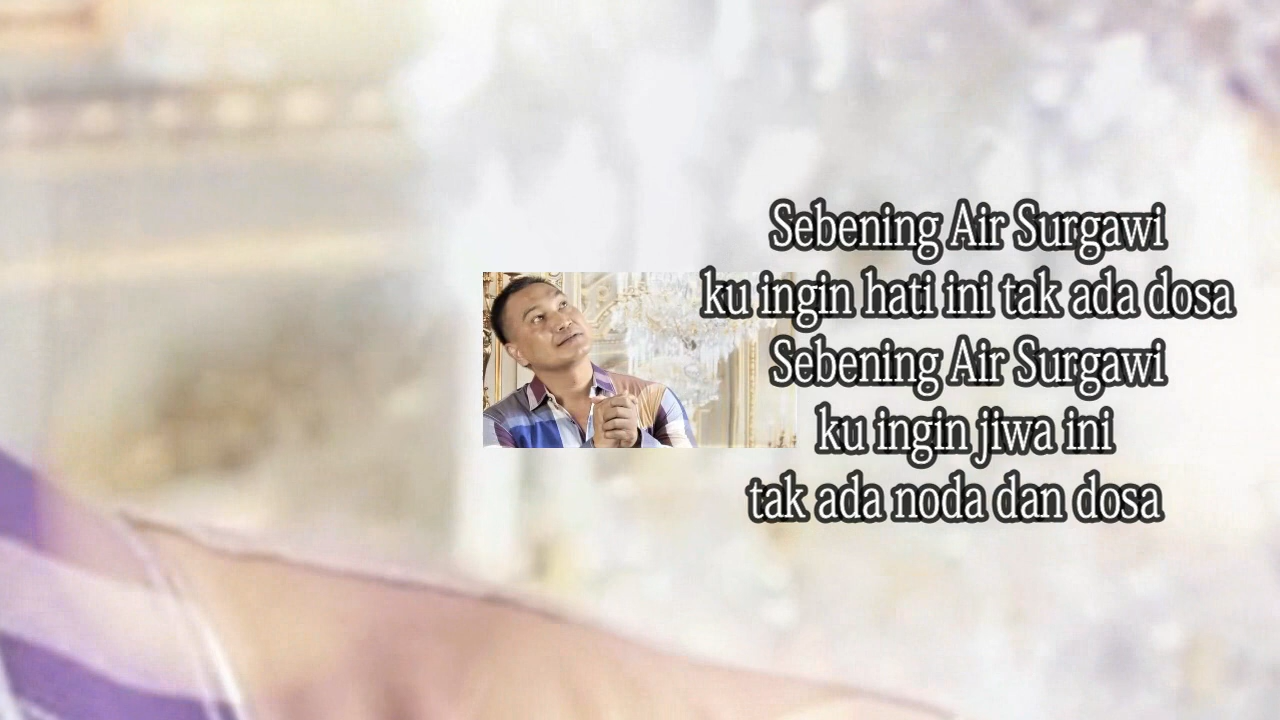 Sebening Air Surgawi
ku ingin hati ini tak ada dosa
Sebening Air Surgawi
ku ingin jiwa ini
tak ada noda dan dosa